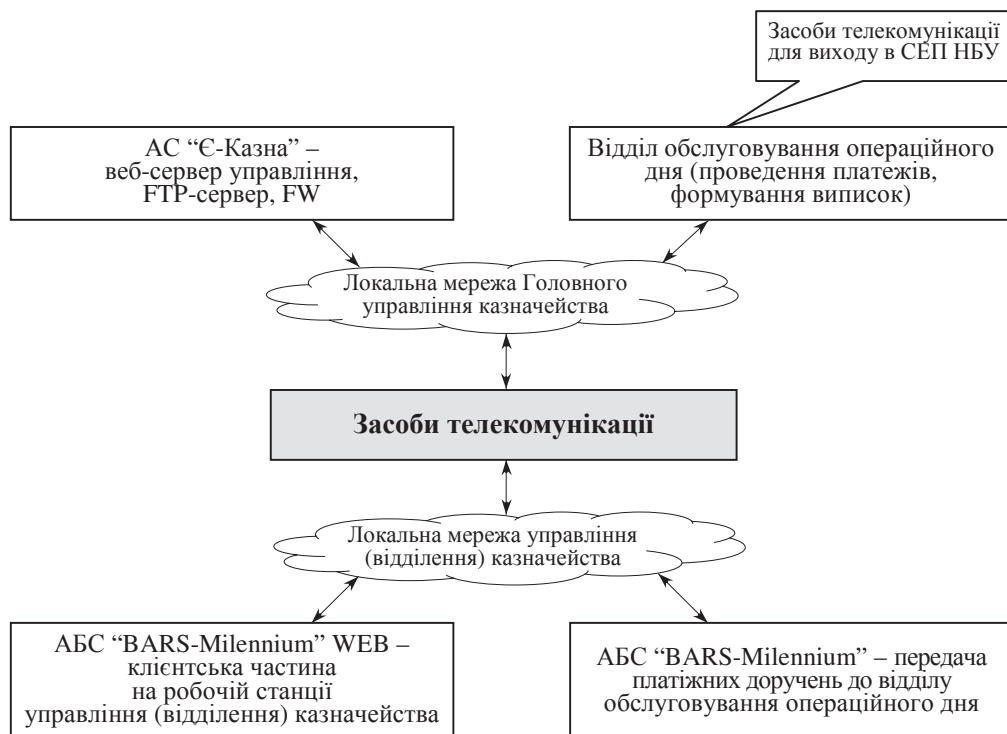 Засоби телекомунікації
для виходу в СЕП НБУ
АС “Є-Казна” –
веб-сервер управління,
FTP-сервер, FW
Відділ обслуговування операційного
дня (проведення платежів,
формування виписок)
Локальна мережа Головного
управління казначейства
Засоби телекомунікації
Локальна мережа управління
(відділення) казначейства
АБС “BARS-Milennium” WEB –
клієнтська частина
на робочій станції
управління (відділення) казначейства
АБС “BARS-Milennium” – передача
платіжних доручень до відділу
обслуговування операційного дня